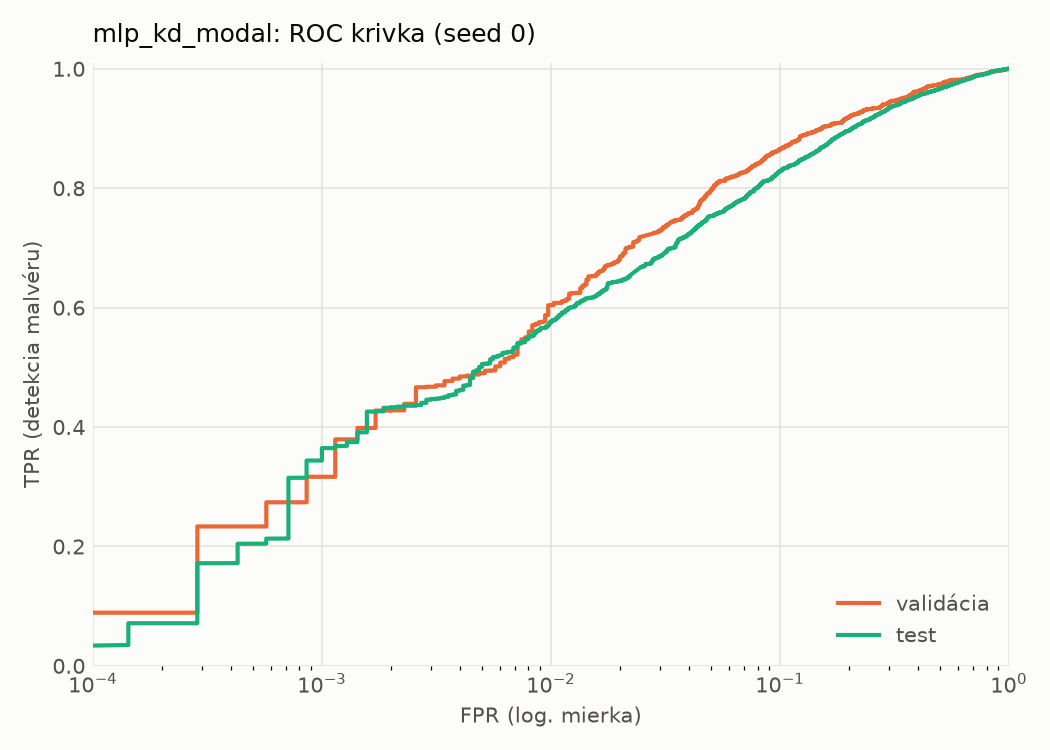 mlp_kd_modal: ROC krivka (seed 0)
TPR (detekcia malvéru)
1.0
0.8
0.6
0.4
0.2
0.0
10⁻⁴
10⁻³
10⁻²
10⁻¹
10⁰
FPR (log. mierka)
validácia
test